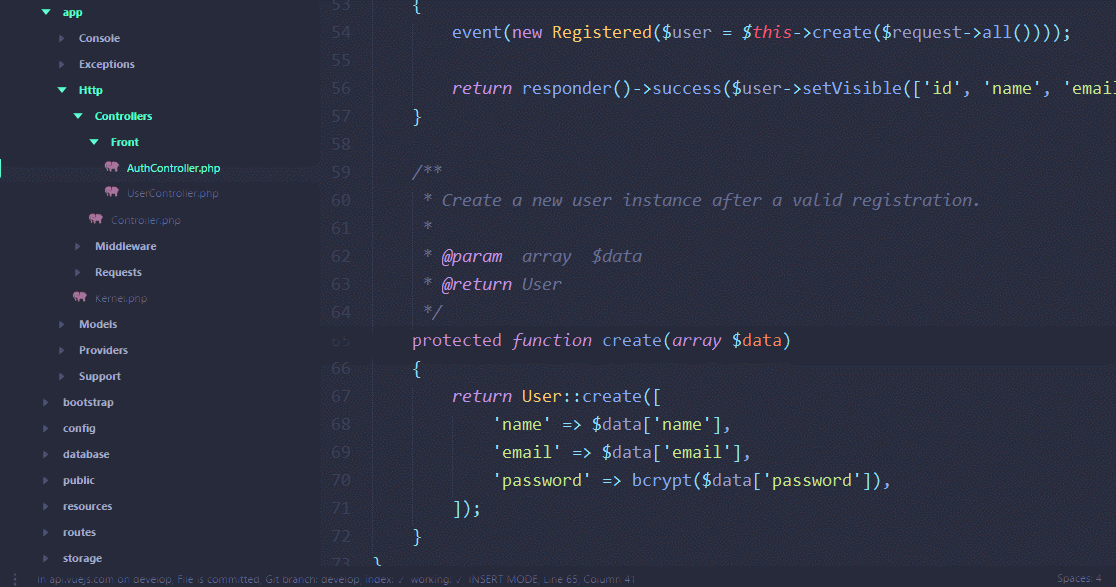 app
Console
Exceptions
Http
Controllers
Front
AuthController.php
UserController.php
Controller.php
Middleware
Requests
Kernel.php
Models
Providers
Support
bootstrap
config
database
public
resources
routes
storage
53 {
54 event(new Registered($user = $this->create($request->all())));
55
56 return responder()->success($user->setVisible(['id', 'name', 'email
57 }
58
59 /**
60 * Create a new user instance after a valid registration.
61 *
62 * @param array $data
63 * @return User
64 */
65 protected function create(array $data)
66 {
67 return User::create([
68 'name' => $data['name'],
69 'email' => $data['email'],
70 'password' => bcrypt($data['password']),
71 ]);
72 }
73 }
in api.vuejs.com on develop, File is committed, Git branch: develop, index: ✓, working: ✓, INSERT MODE, Line 65, Column 41
Spaces: 4